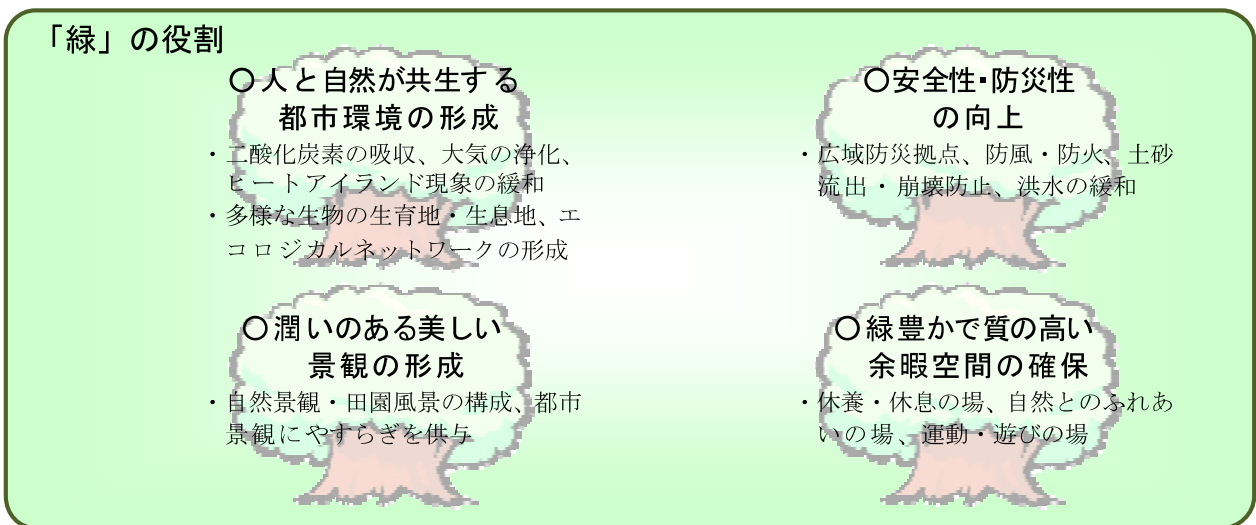 「緑」の役割
〇人と自然が共生する
都市環境の形成
・二酸化炭素の吸収、大気の浄化、
ヒートアイランド現象の緩和
・多様な生物の生育地・生息地、エ
コロジカルネットワークの形成
〇安全性・防災性
の向上
・広域防災拠点、防風・防火、土砂
流出・崩壊防止、洪水の緩和
〇潤いのある美しい
景観の形成
・自然景観・田園風景の構成、都市
景観にやすらぎを供与
〇緑豊かで質の高い
余暇空間の確保
・休養・休息の場、自然とのふれあ
いの場、運動・遊びの場